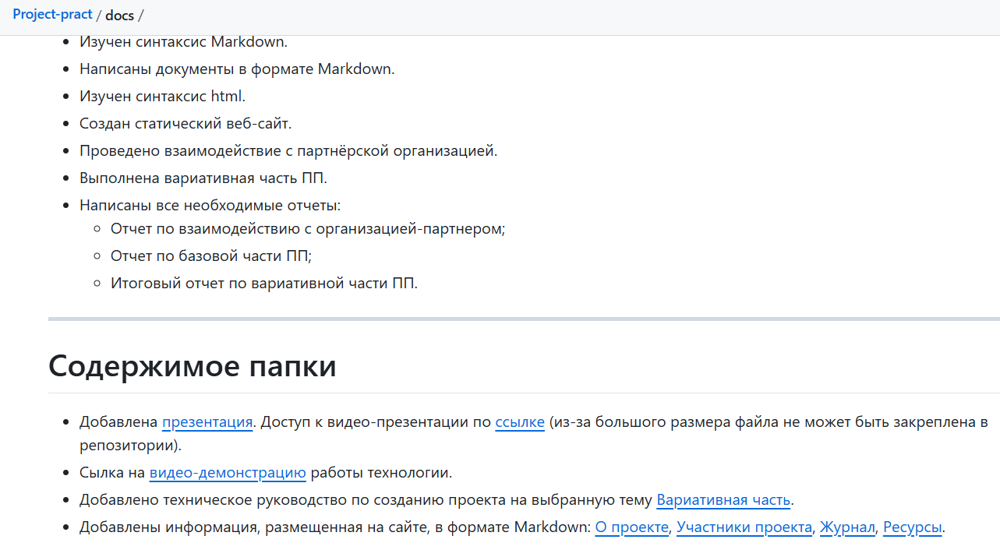 Project-pract / docs /
Изучен синтаксис Markdown.
Написаны документы в формате Markdown.
Изучен синтаксис html.
Создан статический веб-сайт.
Проведено взаимодействие с партнёрской организацией.
Выполнена вариативная часть ПП.
Написаны все необходимые отчеты:
Отчет по взаимодействию с организацией-партнером;
Отчет по базовой части ПП;
Итоговый отчет по вариативной части ПП.
Содержимое папки
Добавлена презентация. Доступ к видео-презентации по ссылке (из-за большого размера файла не может быть закреплена в
репозитории).
Сылка на видео-демонстрацию работы технологии.
Добавлено техническое руководство по созданию проекта на выбранную тему Вариативная часть.
Добавлены информация, размещенная на сайте, в формате Markdown: О проекте, Участники проекта, Журнал, Ресурсы.